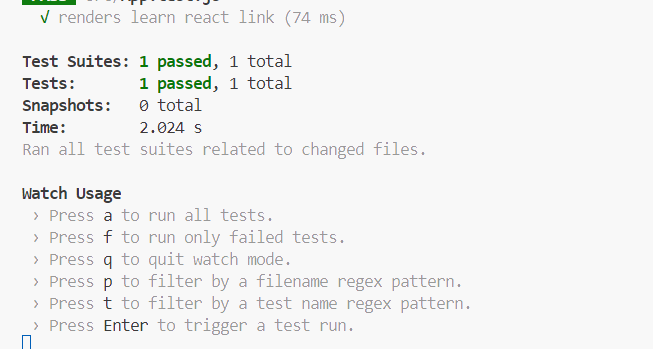 √ renders learn react link (74 ms)
Test Suites: 1 passed, 1 total
Tests: 1 passed, 1 total
Snapshots: 0 total
Time: 2.024 s
Ran all test suites related to changed files.
Watch Usage
› Press a to run all tests.
› Press f to run only failed tests.
› Press q to quit watch mode.
› Press p to filter by a filename regex pattern.
› Press t to filter by a test name regex pattern.
› Press Enter to trigger a test run.